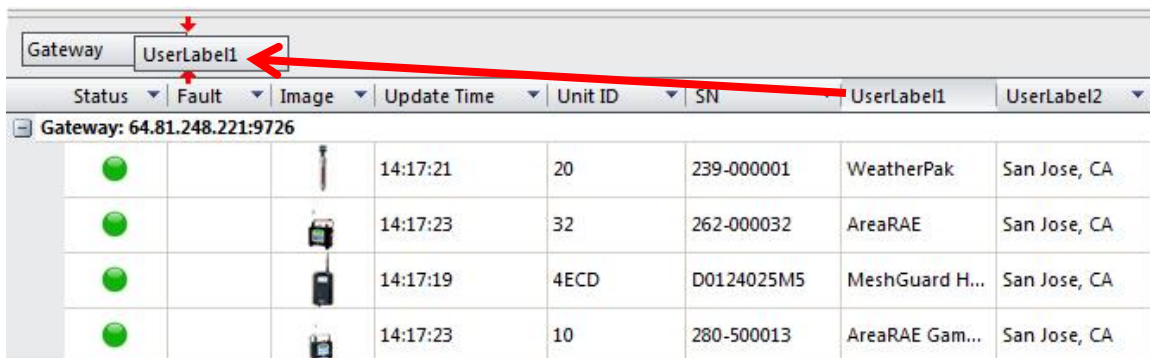 Gateway UserLabel1
Status Fault Image Update Time Unit ID SN UserLabel1 UserLabel2
Gateway: 64.81.248.221:9726
14:17:21 20 239-000001 WeatherPak San Jose, CA
14:17:23 32 262-000032 AreaRAE San Jose, CA
14:17:19 4ECD D0124025M5 MeshGuard H... San Jose, CA
14:17:23 10 280-500013 AreaRAE Gam... San Jose, CA